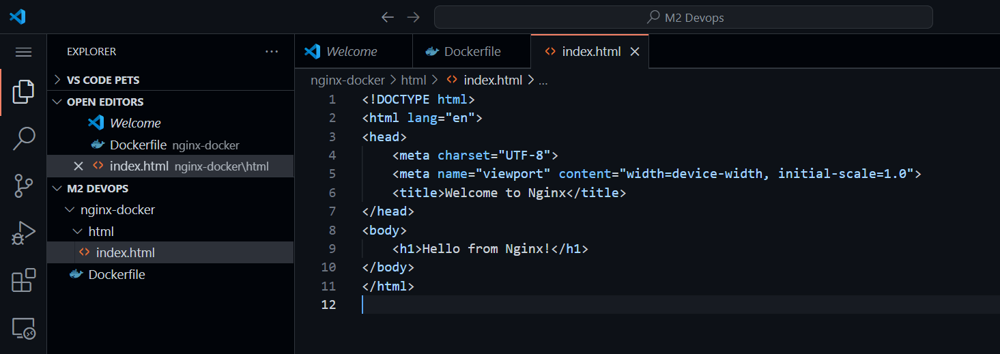 M2 Devops
EXPLORER
VS CODE PETS
OPEN EDITORS
Welcome
Dockerfile nginx-docker
index.html nginx-docker\html
M2 DEVOPS
nginx-docker
html
index.html
Dockerfile
Welcome Dockerfile index.html
nginx-docker > html > index.html > ...
1 <!DOCTYPE html>
2 <html lang="en">
3 <head>
4     <meta charset="UTF-8">
5     <meta name="viewport" content="width=device-width, initial-scale=1.0">
6     <title>Welcome to Nginx</title>
7 </head>
8 <body>
9     <h1>Hello from Nginx!</h1>
10 </body>
11 </html>
12